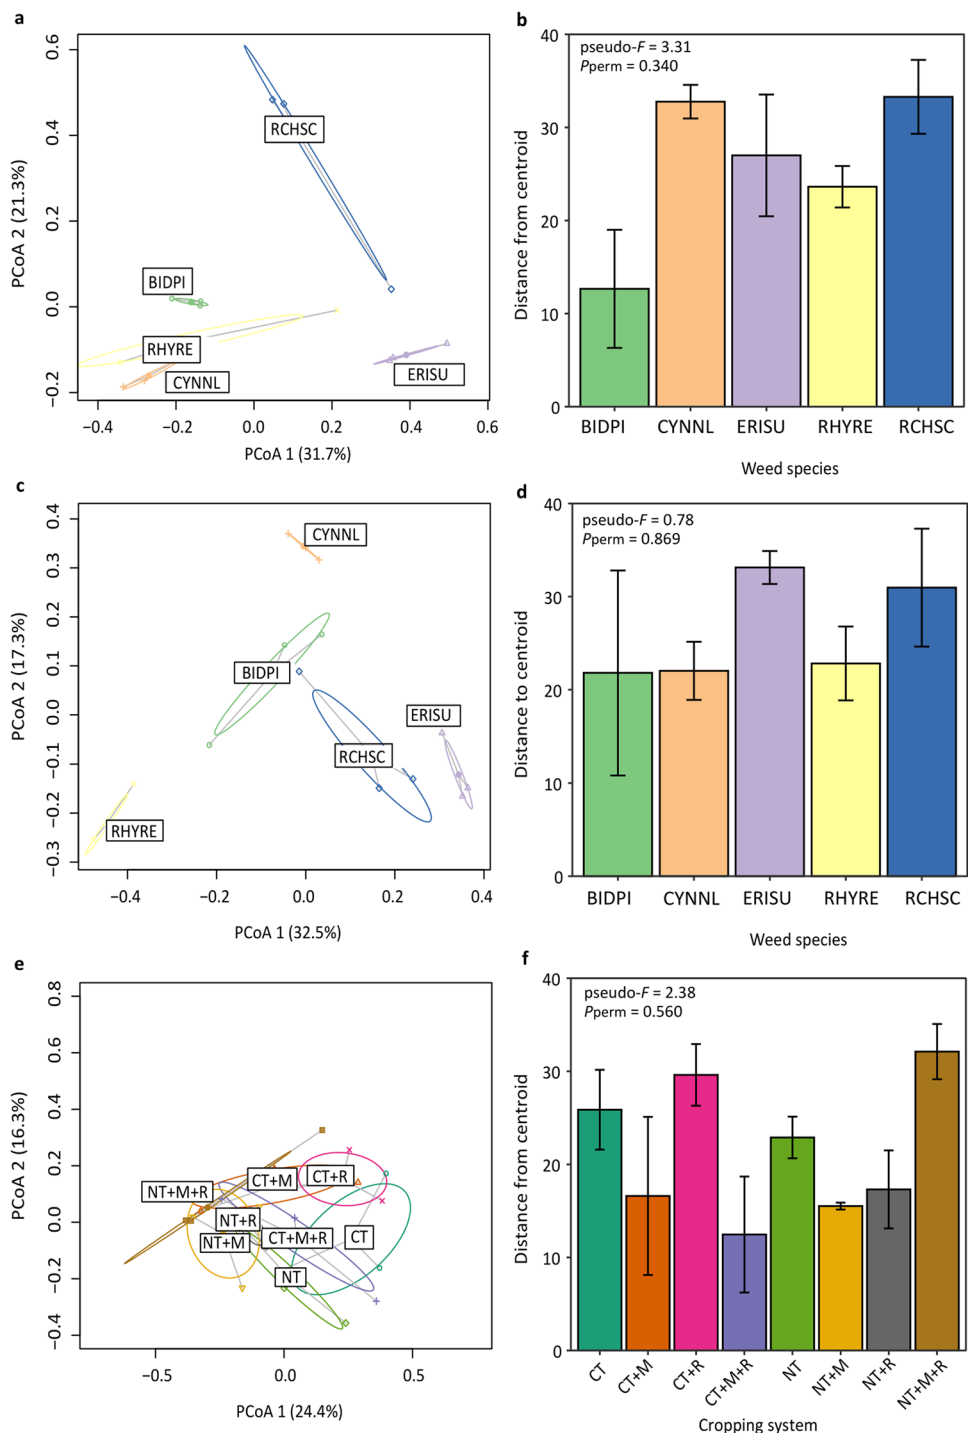 a
0.6
0.4
0.2
0.0
−0.2
PCoA 2 (21.3%)
RCHSC
BIDPI
RHYRE
CYNNL
ERISU
−0.4
−0.2
0.0
0.2
0.4
0.6
PCoA 1 (31.7%)
b
40
30
20
10
0
Distance from centroid
pseudo-F = 3.31
Pperm = 0.340
BIDPI
CYNNL
ERISU
RHYRE
RCHSC
Weed species
c
0.4
0.3
0.2
0.1
0.0
−0.1
−0.2
−0.3
PCoA 2 (17.3%)
CYNNL
BIDPI
ERISU
RCHSC
RHYRE
−0.4
−0.2
0.0
0.2
0.4
PCoA 1 (32.5%)
d
40
30
20
10
0
Distance to centroid
pseudo-F = 0.78
Pperm = 0.869
BIDPI
CYNNL
ERISU
RHYRE
RCHSC
Weed species
e
0.8
0.6
0.4
0.2
0.0
−0.2
−0.4
PCoA 2 (16.3%)
NT+M+R
CT+M
CT+R
NT+R
NT+M
CT+M+R
CT
NT
−0.5
0.0
0.5
PCoA 1 (24.4%)
f
40
30
20
10
0
Distance from centroid
pseudo-F = 2.38
Pperm = 0.560
CT
CT+M
CT+R
CT+M+R
NT
NT+M
NT+R
NT+M+R
Cropping system